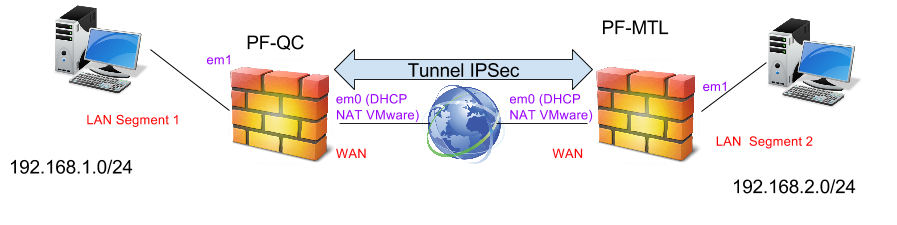 PF-QC
PF-MTL
em1
Tunnel IPSec
em1
em0 (DHCP
NAT VMware)
em0 (DHCP
NAT VMware)
LAN Segment 1
WAN
WAN
LAN  Segment 2
192.168.1.0/24
192.168.2.0/24